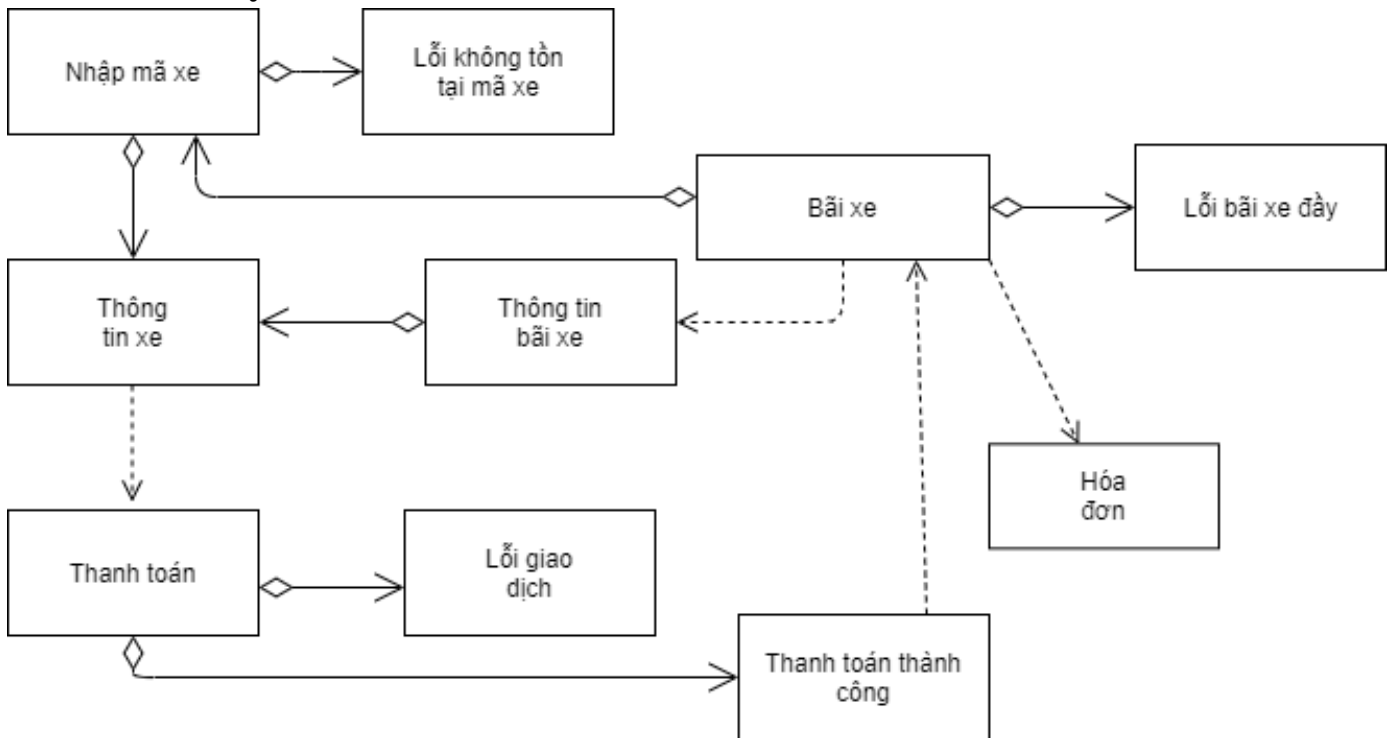 Nhập mã xe
Lỗi không tồn
tại mã xe
Bãi xe
Lỗi bãi xe đầy
Thông
tin xe
Thông tin
bãi xe
Hóa
đơn
Thanh toán
Lỗi giao
dịch
Thanh toán thành
công